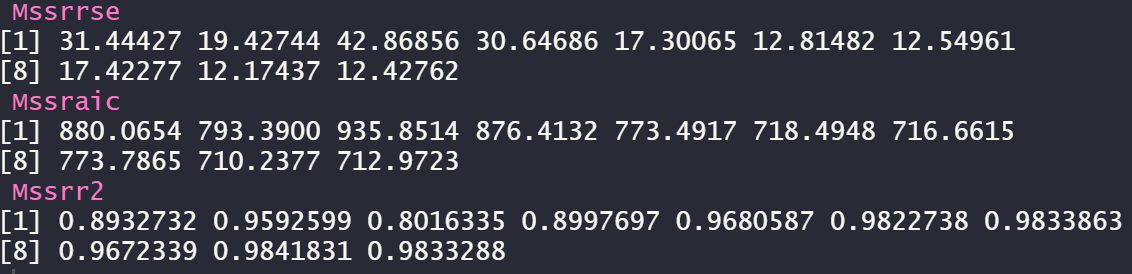 Mssrrse
[1] 31.44427 19.42744 42.86856 30.64686 17.30065 12.81482 12.54961
[8] 17.42277 12.17437 12.42762
Mssraic
[1] 880.0654 793.3900 935.8514 876.4132 773.4917 718.4948 716.6615
[8] 773.7865 710.2377 712.9723
Mssrr2
[1] 0.8932732 0.9592599 0.8016335 0.8997697 0.9680587 0.9822738 0.9833863
[8] 0.9672339 0.9841831 0.9833288